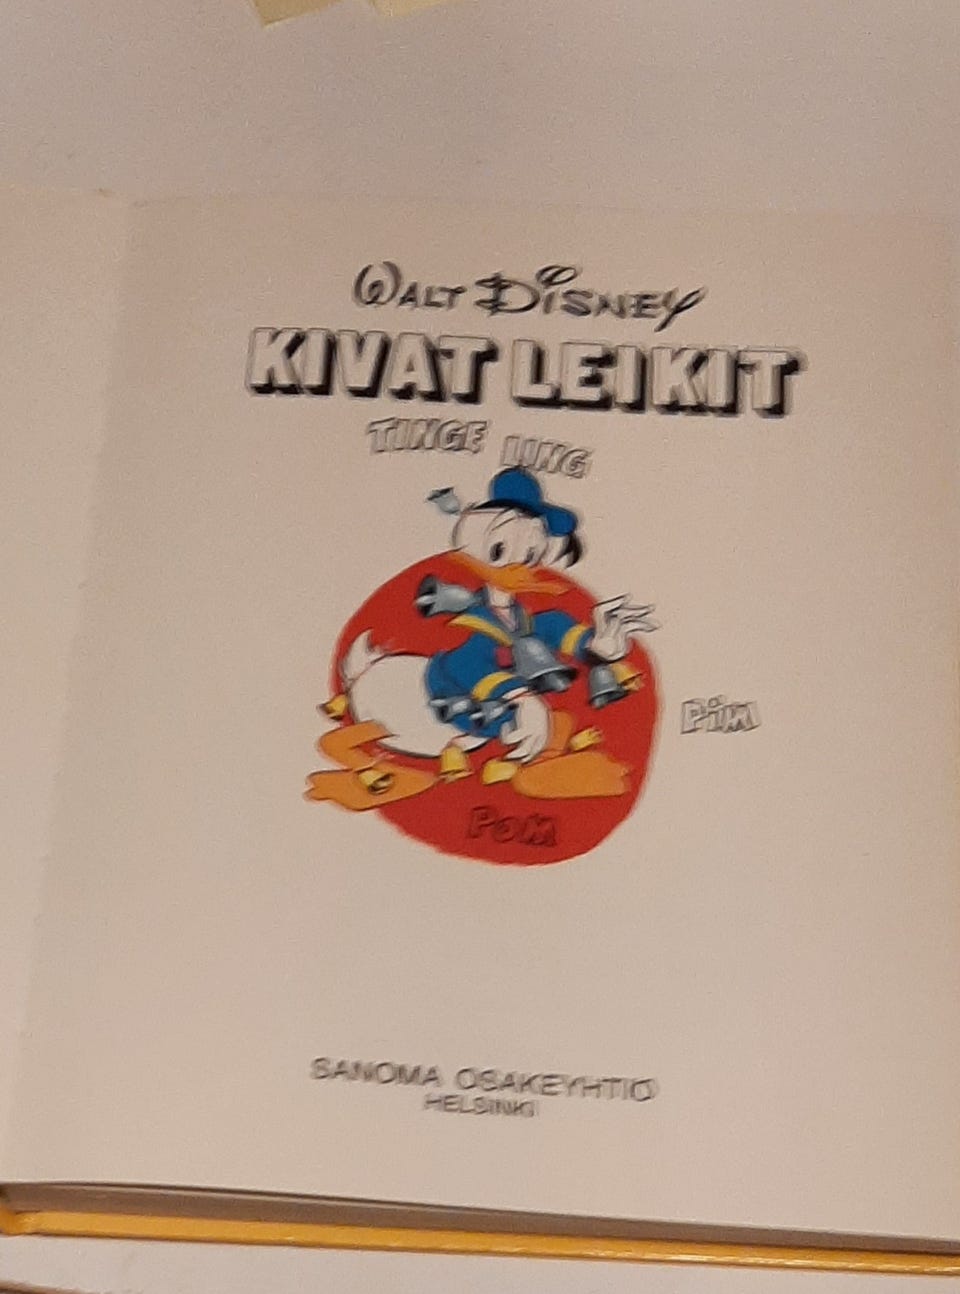 WALT DISNEY
KIVAT LEIKIT
TINGE LING
PiM
POM
SANOMA OSAKEYHTIÖ
HELSINKI